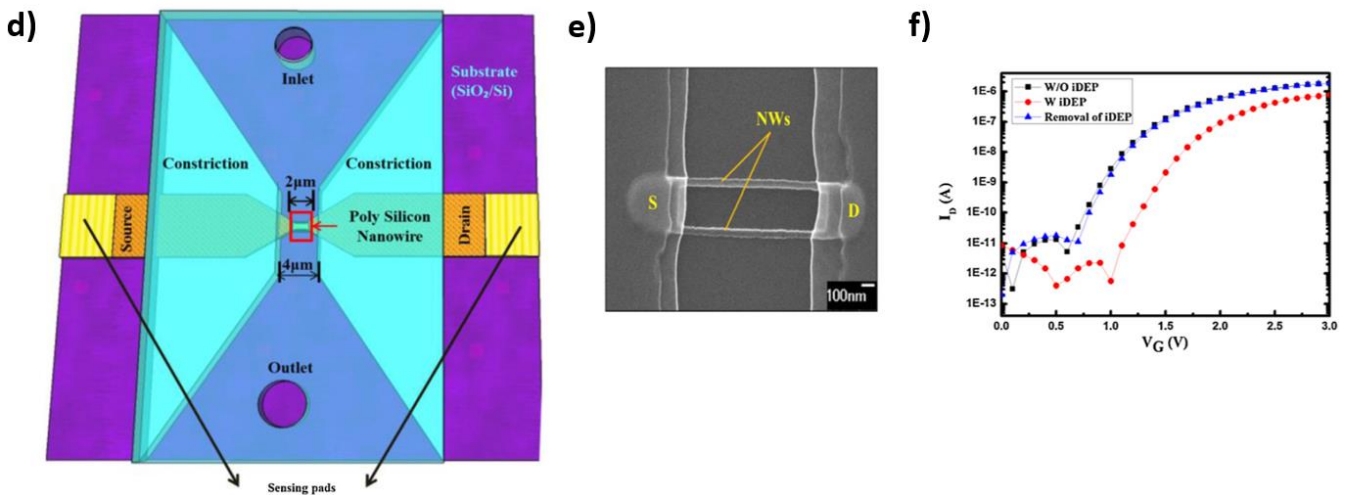 d)
Inlet
Substrate
(SiO₂/Si)
Constriction
Constriction
2μm
Source
Poly Silicon
Nanowire
Drain
4μm
Outlet
Sensing pads
e)
NWs
S
D
100nm
f)
W/O iDEP
W iDEP
Removal of iDEP
1E-6
1E-7
1E-8
1E-9
1E-10
1E-11
1E-12
1E-13
I_D (A)
0.0 0.5 1.0 1.5 2.0 2.5 3.0
V_G (V)